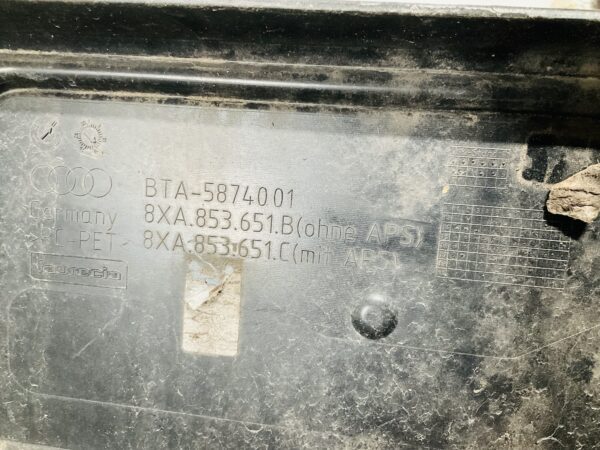 BTA-5874001
8XA.853.651.B(ohne APS)
Germany 8XA.853.651.C(mit APS)
>PC-PET<
faurecia